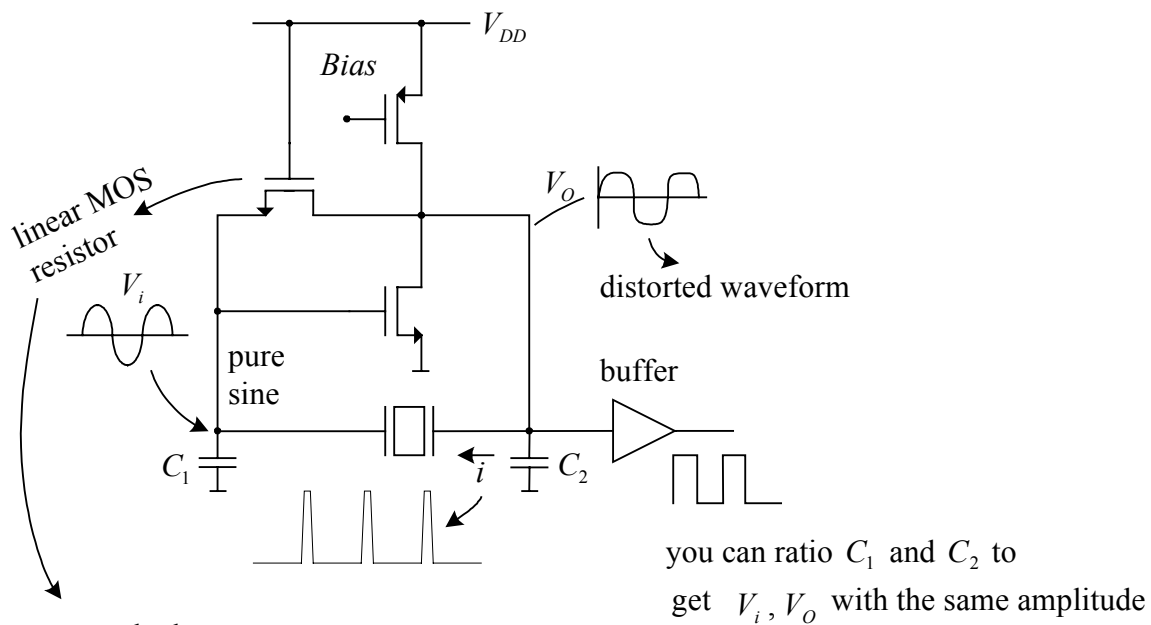 V_DD
Bias
linear MOS
resistor
V_O
distorted waveform
V_i
pure
sine
buffer
C_1
i
C_2
you can ratio C_1 and C_2 to
get V_i, V_O with the same amplitude